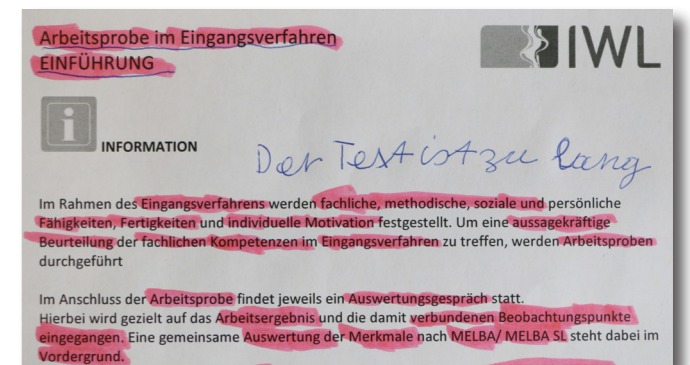 Arbeitsprobe im Eingangsverfahren
EINFÜHRUNG
IWL
i
INFORMATION
Der Test ist zu lang
Im Rahmen des Eingangsverfahrens werden fachliche, methodische, soziale und persönliche
Fähigkeiten, Fertigkeiten und individuelle Motivation festgestellt. Um eine aussagekräftige
Beurteilung der fachlichen Kompetenzen im Eingangsverfahren zu treffen, werden Arbeitsproben
durchgeführt
Im Anschluss der Arbeitsprobe findet jeweils ein Auswertungsgespräch statt.
Hierbei wird gezielt auf das Arbeitsergebnis und die damit verbundenen Beobachtungspunkte
eingegangen. Eine gemeinsame Auswertung der Merkmale nach MELBA/ MELBA SL steht dabei im
Vordergrund.